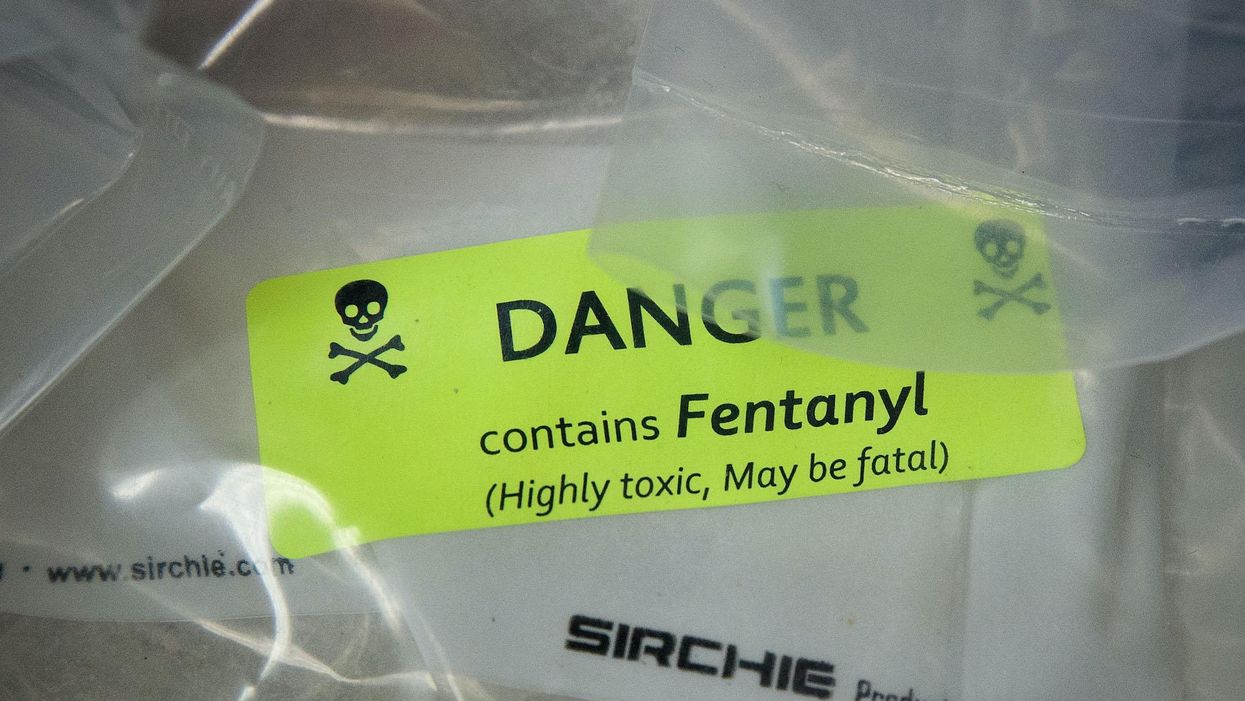 DANGER
contains Fentanyl
(Highly toxic, May be fatal)
www.sirchie.com
SIRCHIE